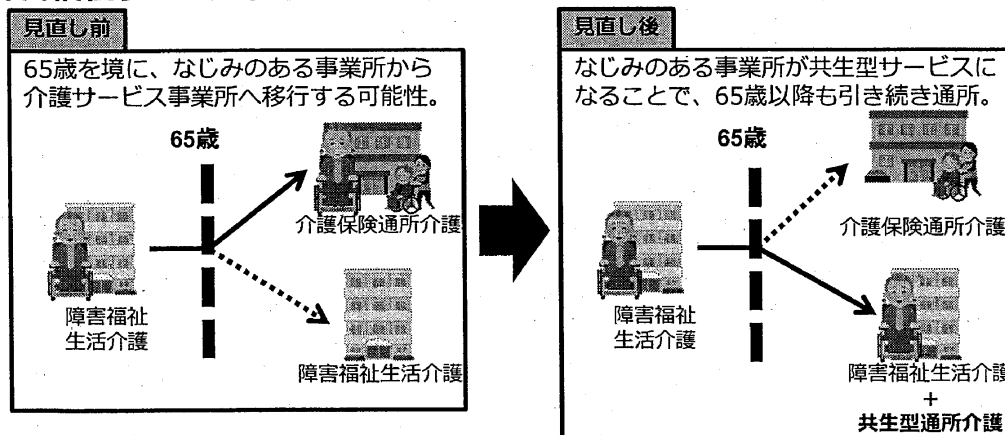 見直し前
65歳を境に、なじみのある事業所から
介護サービス事業所へ移行する可能性。
65歳
介護保険通所介護
障害福祉
生活介護
障害福祉生活介護
見直し後
なじみのある事業所が共生型サービスに
なることで、65歳以降も引き続き通所。
65歳
介護保険通所介護
障害福祉
生活介護
障害福祉生活介護
+
共生型通所介護